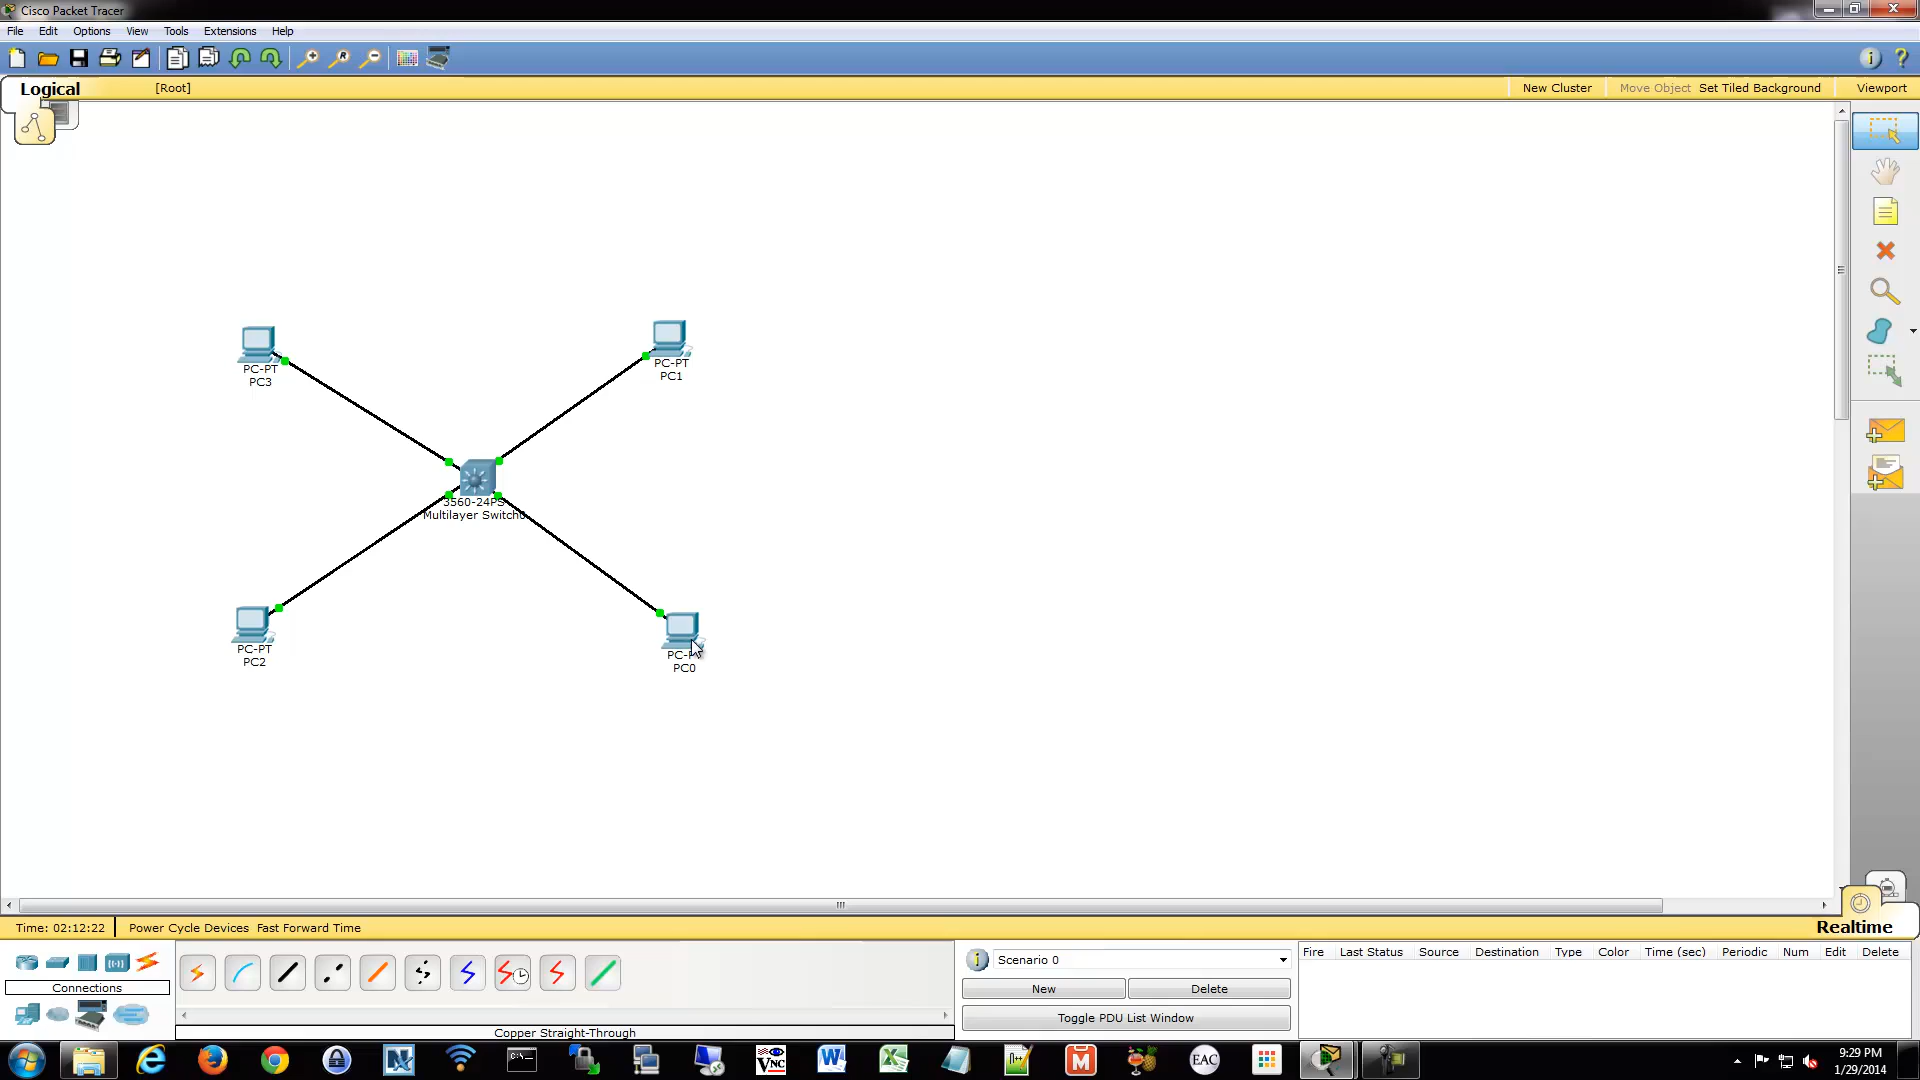 Cisco Packet Tracer
File Edit Options View Tools Extensions Help
Logical [Root] New Cluster Move Object Set Tiled Background Viewport
PC-PT
PC3
PC-PT
PC1
3560-24PS
Multilayer Switch0
PC-PT
PC2
PC-PT
PC0
Time: 02:12:22 Power Cycle Devices Fast Forward Time Realtime
Connections
Copper Straight-Through
Scenario 0
New Delete
Toggle PDU List Window
Fire Last Status Source Destination Type Color Time (sec) Periodic Num Edit Delete
VNC
EAC
9:29 PM
1/29/2014